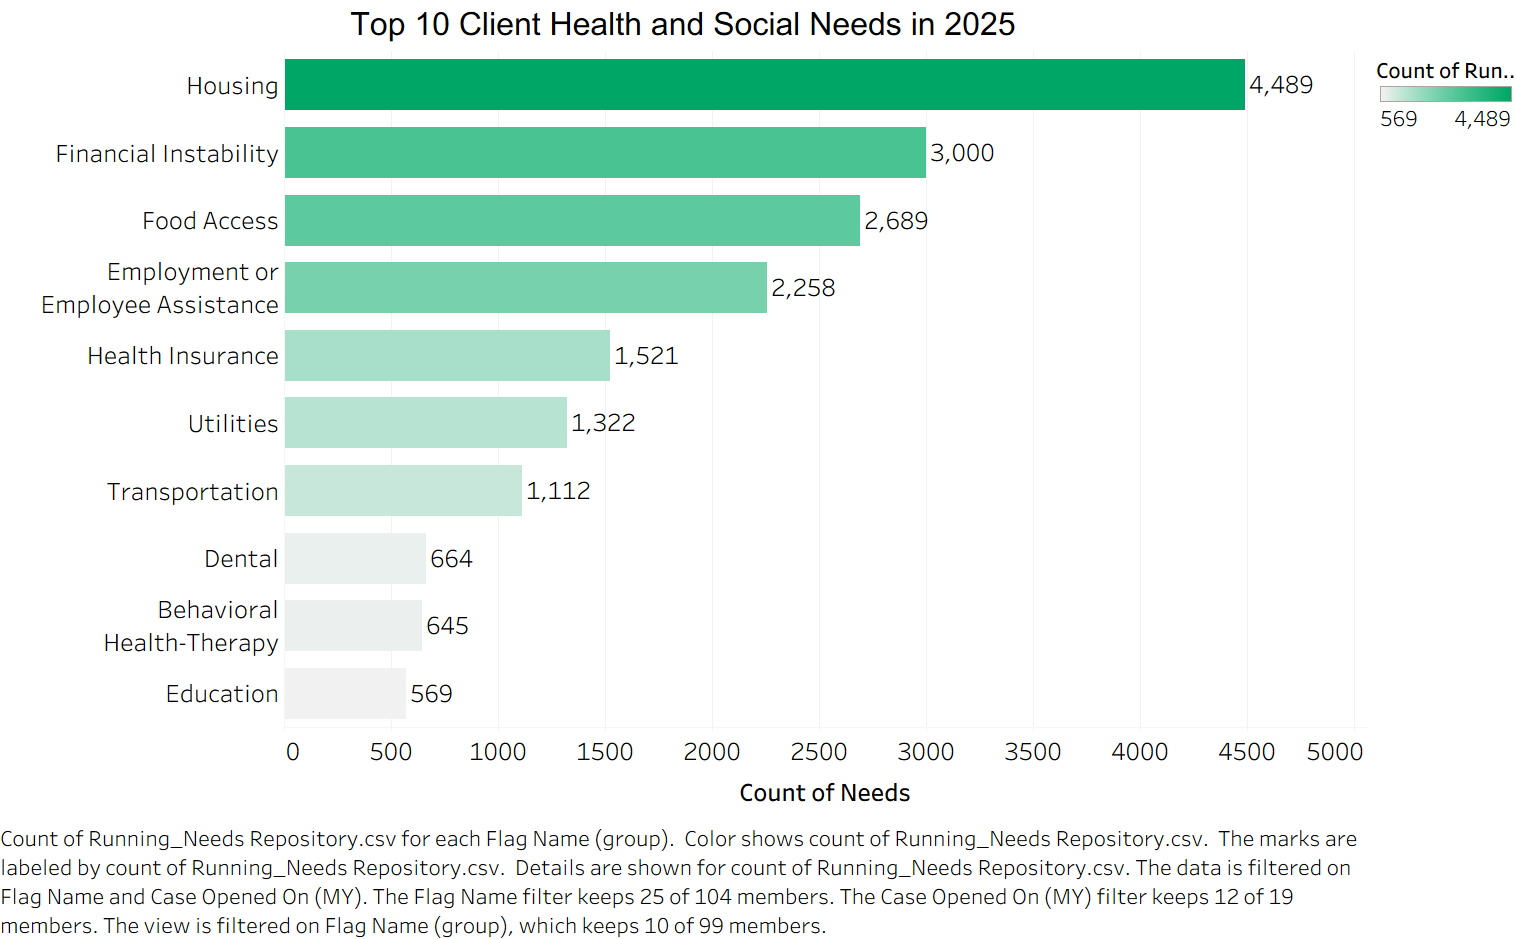 Top 10 Client Health and Social Needs in 2025
Count of Run..
569 4,489
Housing 4,489
Financial Instability 3,000
Food Access 2,689
Employment or
Employee Assistance 2,258
Health Insurance 1,521
Utilities 1,322
Transportation 1,112
Dental 664
Behavioral
Health-Therapy 645
Education 569
0 500 1000 1500 2000 2500 3000 3500 4000 4500 5000
Count of Needs
Count of Running_Needs Repository.csv for each Flag Name (group).  Color shows count of Running_Needs Repository.csv.  The marks are
labeled by count of Running_Needs Repository.csv.  Details are shown for count of Running_Needs Repository.csv. The data is filtered on
Flag Name and Case Opened On (MY). The Flag Name filter keeps 25 of 104 members. The Case Opened On (MY) filter keeps 12 of 19
members. The view is filtered on Flag Name (group), which keeps 10 of 99 members.